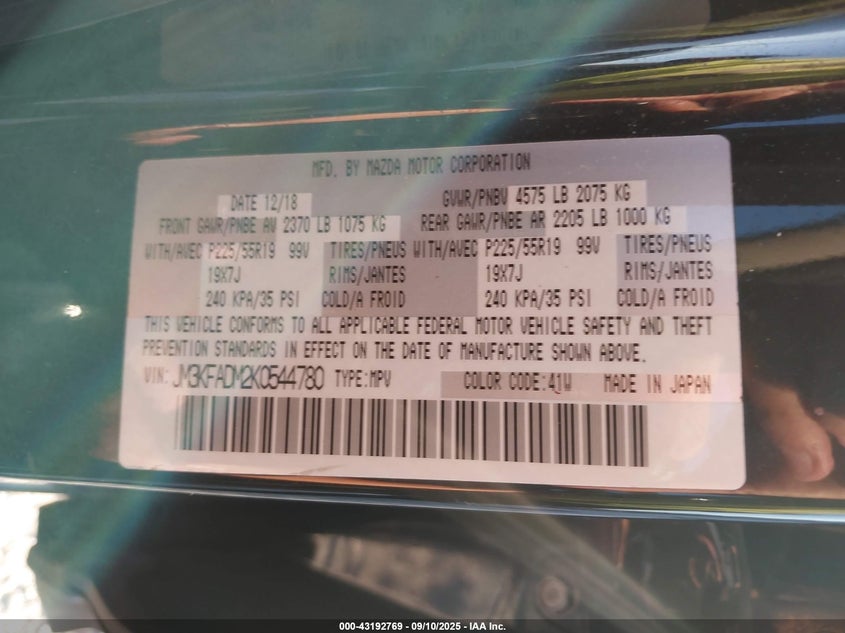 MFD. BY MAZDA MOTOR CORPORATION
DATE 12/18 GVWR/PNBV 4575 LB 2075 KG
FRONT GAWR/PNBE AV 2370 LB 1075 KG REAR GAWR/PNBE AR 2205 LB 1000 KG
WITH/AVEC P225/55R19 99V TIRES/PNEUS WITH/AVEC P225/55R19 99V TIRES/PNEUS
19X7J RIMS/JANTES 19X7J RIMS/JANTES
240 KPA/35 PSI COLD/A FROID 240 KPA/35 PSI COLD/A FROID
THIS VEHICLE CONFORMS TO ALL APPLICABLE FEDERAL MOTOR VEHICLE SAFETY AND THEFT
PREVENTION STANDARDS IN EFFECT ON THE DATE OF MANUFACTURE SHOWN ABOVE.
VIN: JM3KFADM2K0544780 TYPE:MPV COLOR CODE:41W MADE IN JAPAN
000-43192769 - 09/10/2025 - IAA Inc.